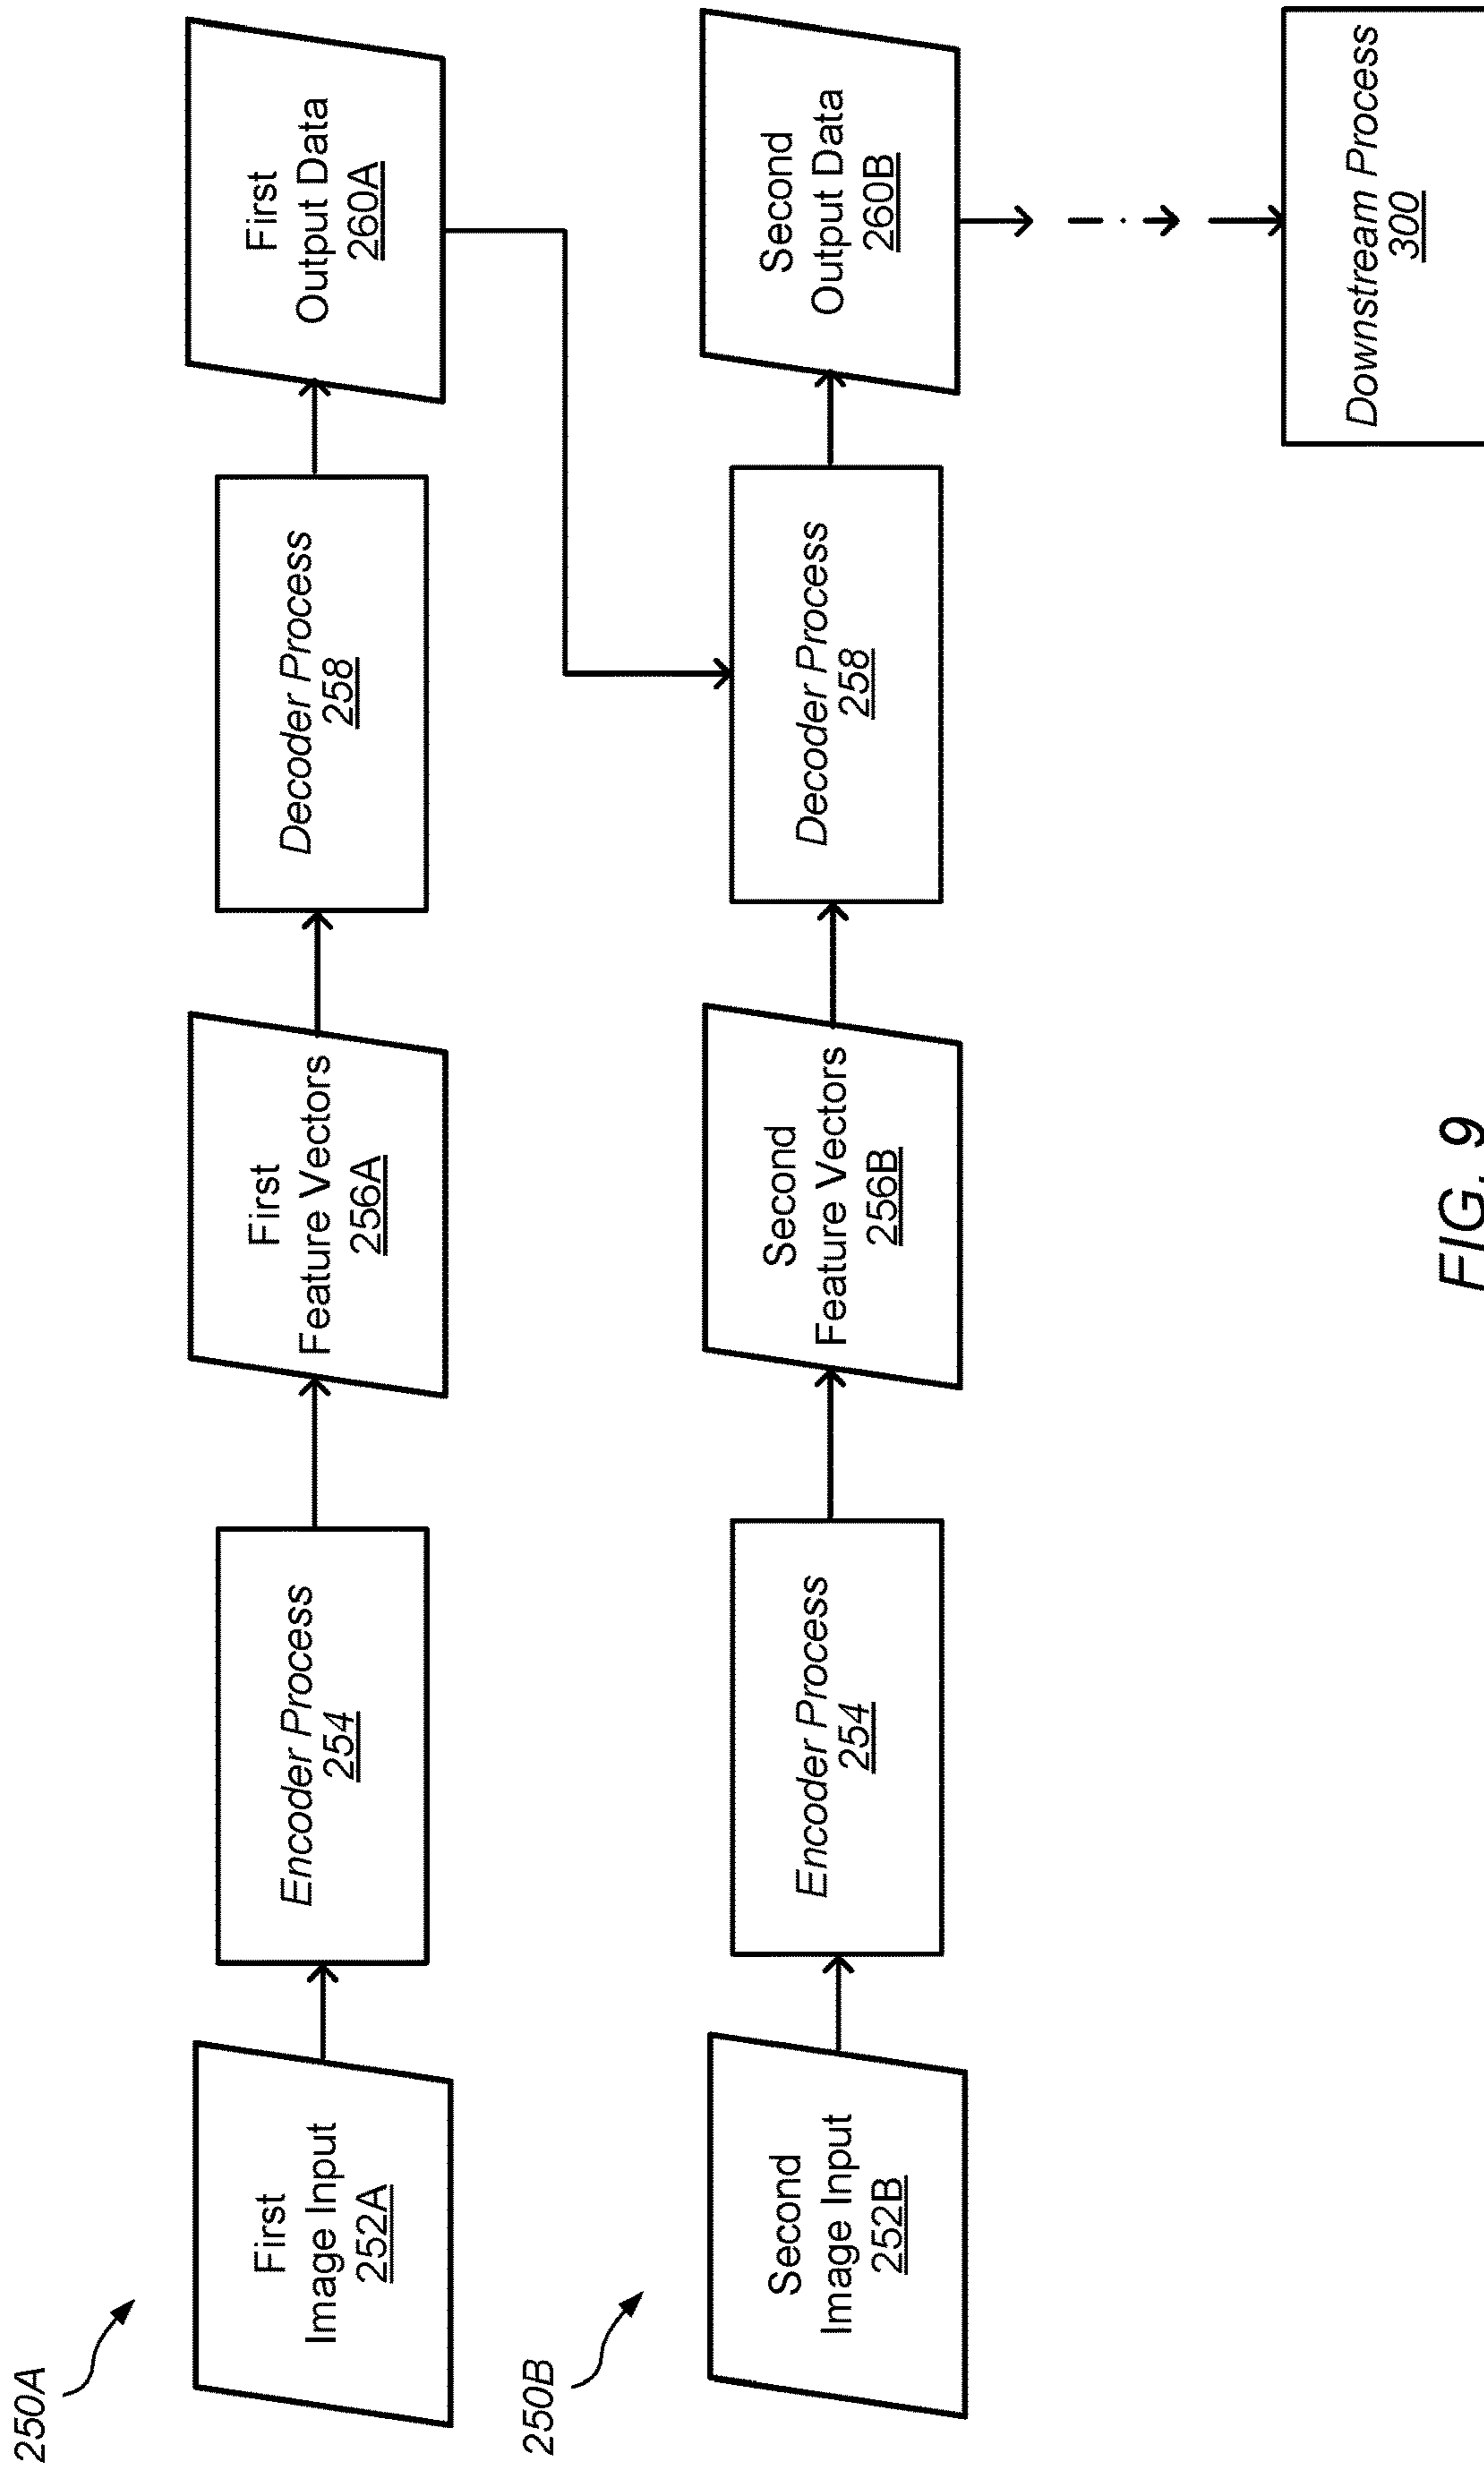 250A
First
Image Input
252A
Encoder Process
254
First
Feature Vectors
256A
Decoder Process
258
First
Output Data
260A
250B
Second
Image Input
252B
Encoder Process
254
Second
Feature Vectors
256B
Decoder Process
258
Second
Output Data
260B
Downstream Process
300
FIG. 9